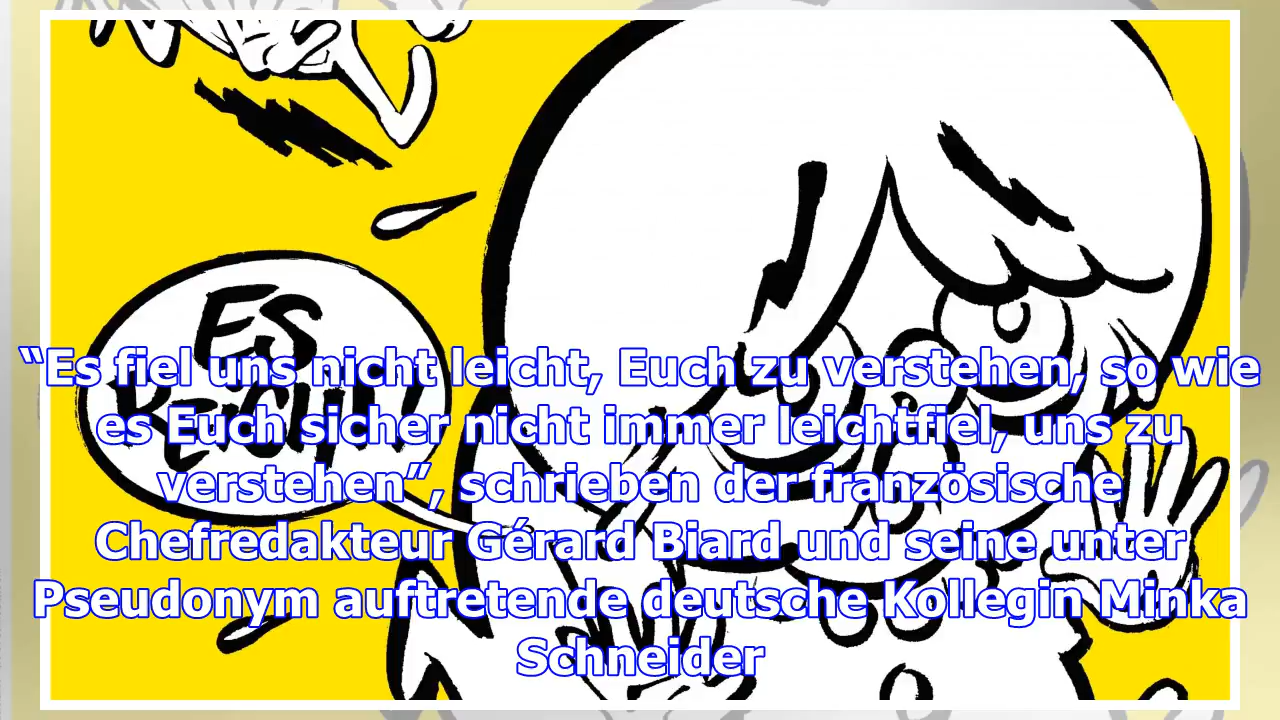 ES
REICHT
“Es fiel uns nicht leicht, Euch zu verstehen, so wie
es Euch sicher nicht immer leichtfiel, uns zu
verstehen”, schrieben der französische
Chefredakteur Gérard Biard und seine unter
Pseudonym auftretende deutsche Kollegin Minka
Schneider